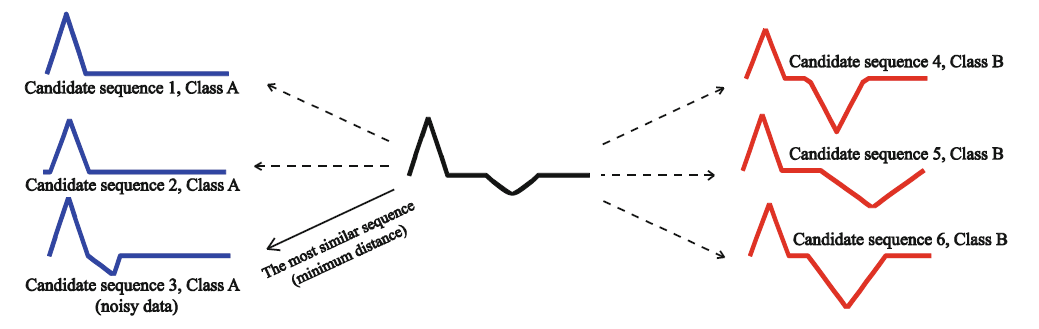 Candidate sequence 1, Class A
Candidate sequence 2, Class A
Candidate sequence 3, Class A
(noisy data)
The most similar sequence
(minimum distance)
Candidate sequence 4, Class B
Candidate sequence 5, Class B
Candidate sequence 6, Class B